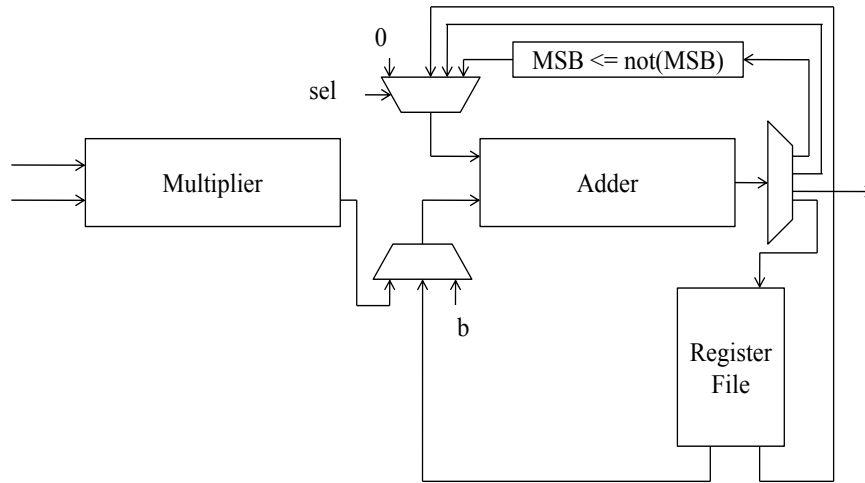 0
MSB <= not(MSB)
sel
Multiplier
Adder
b
Register
File